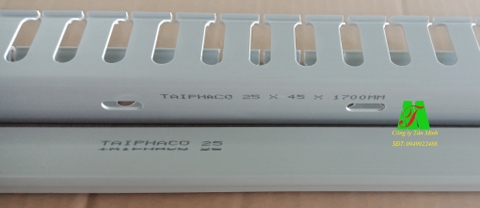 TAIPHACO 25 X 45 X 1700MM
TAIPHACO 25
Công ty Tân Minh